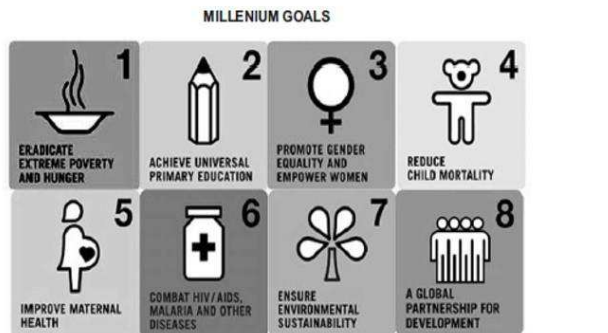 MILLENIUM GOALS
1
ERADICATE
EXTREME POVERTY
AND HUNGER
2
ACHIEVE UNIVERSAL
PRIMARY EDUCATION
3
PROMOTE GENDER
EQUALITY AND
EMPOWER WOMEN
4
REDUCE
CHILD MORTALITY
5
IMPROVE MATERNAL
HEALTH
6
COMBAT HIV/AIDS,
MALARIA AND OTHER
DISEASES
7
ENSURE
ENVIRONMENTAL
SUSTAINABILITY
8
A GLOBAL
PARTNERSHIP FOR
DEVELOPMENT